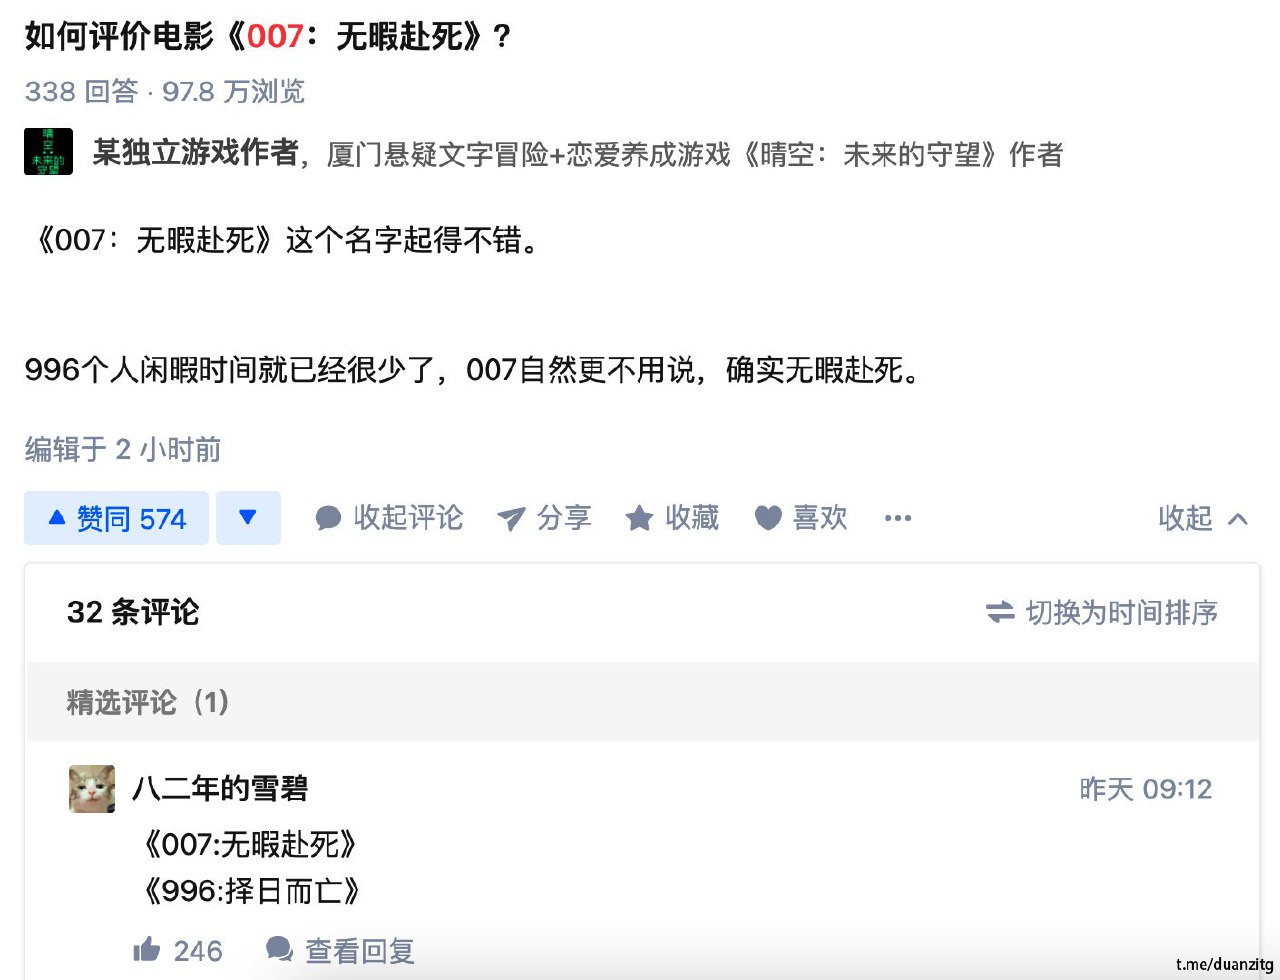 如何评价电影《007：无暇赴死》?
338 回答 · 97.8 万浏览
某独立游戏作者，厦门悬疑文字冒险+恋爱养成游戏《晴空：未来的守望》作者
《007：无暇赴死》这个名字起得不错。
996个人闲暇时间就已经很少了，007自然更不用说，确实无暇赴死。
编辑于 2 小时前
赞同 574 收起评论 分享 收藏 喜欢 ··· 收起
32 条评论 切换为时间排序
精选评论（1）
八二年的雪碧 昨天 09:12
《007:无暇赴死》
《996:择日而亡》
246 查看回复
t.me/duanzitg